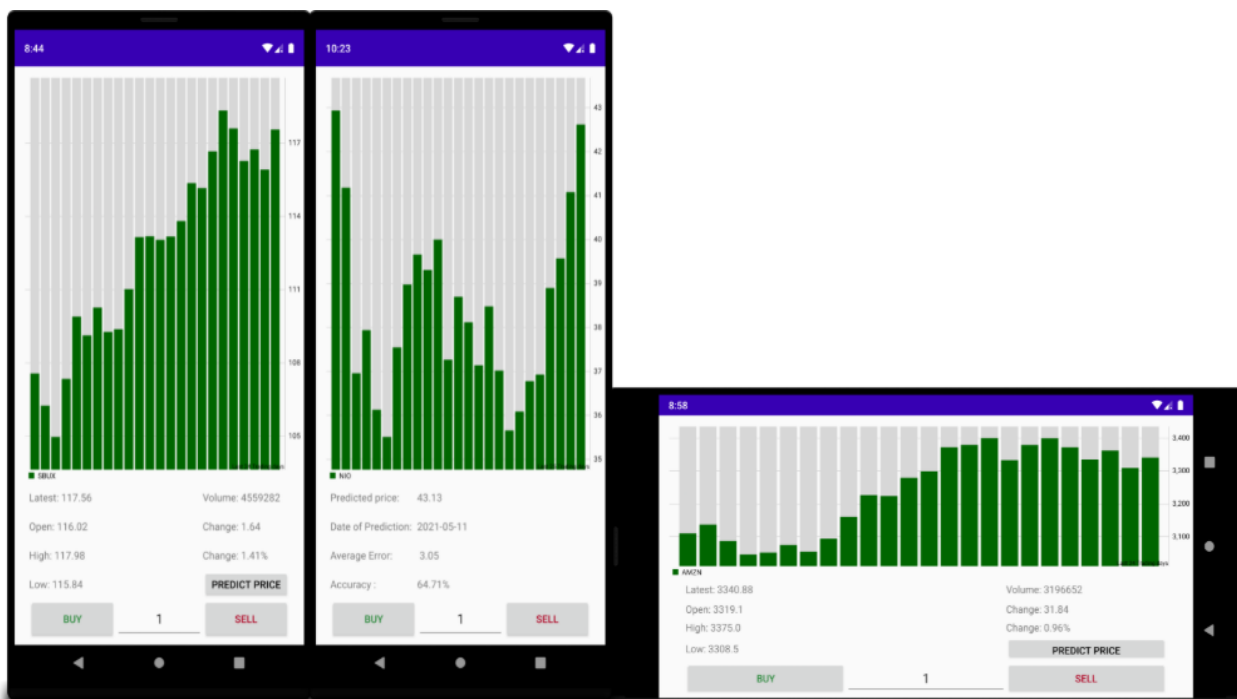 8:44
117
114
111
108
105
SBUX
Latest: 117.56 Volume: 4559282
Open: 116.02 Change: 1.64
High: 117.98 Change: 1.41%
Low: 115.84 PREDICT PRICE
BUY 1 SELL
10:23
43
42
41
40
39
38
37
36
35
NIO
Predicted price: 43.13
Date of Prediction: 2021-05-11
Average Error: 3.05
Accuracy : 64.71%
BUY 1 SELL
8:58
3,400
3,300
3,200
3,100
AMZN
Latest: 3340.88 Volume: 3196652
Open: 3319.1 Change: 31.84
High: 3375.0 Change: 0.96%
Low: 3308.5 PREDICT PRICE
BUY 1 SELL